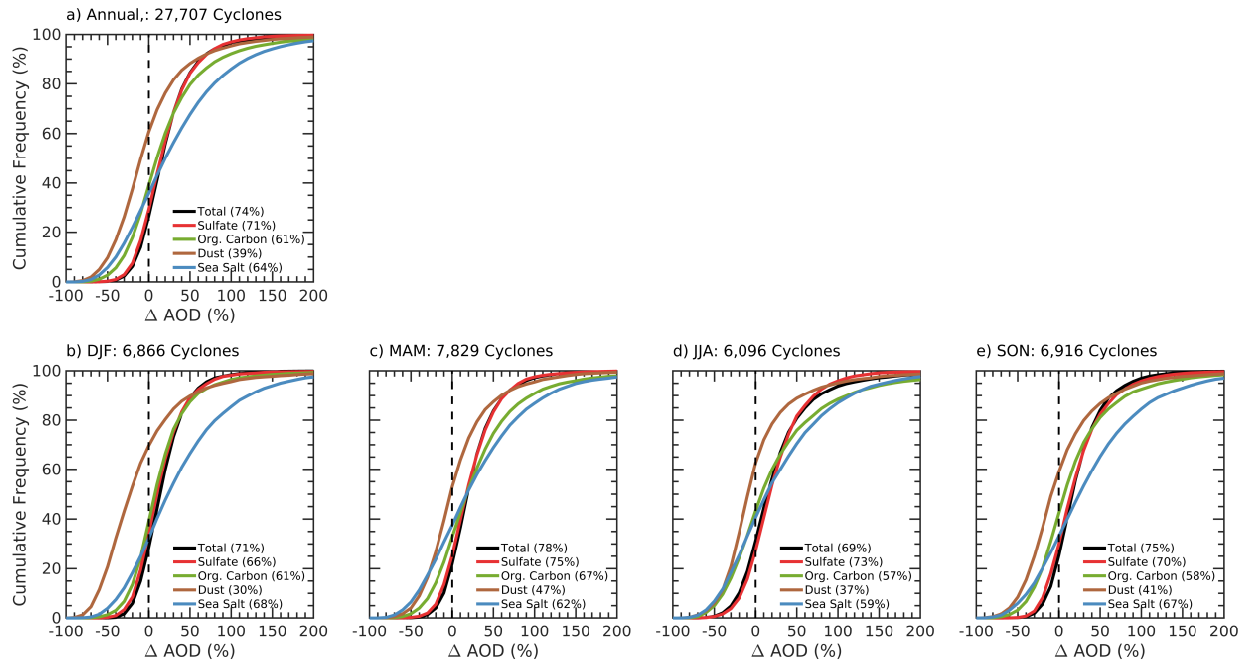 a) Annual,: 27,707 Cyclones
Cumulative Frequency (%)
100
80
60
40
20
0
Total (74%)
Sulfate (71%)
Org. Carbon (61%)
Dust (39%)
Sea Salt (64%)
-100 -50 0 50 100 150 200
Δ AOD (%)
b) DJF: 6,866 Cyclones
Cumulative Frequency (%)
100
80
60
40
20
0
Total (71%)
Sulfate (66%)
Org. Carbon (61%)
Dust (30%)
Sea Salt (68%)
-100 -50 0 50 100 150 200
Δ AOD (%)
c) MAM: 7,829 Cyclones
Total (78%)
Sulfate (75%)
Org. Carbon (67%)
Dust (47%)
Sea Salt (62%)
-100 -50 0 50 100 150 200
Δ AOD (%)
d) JJA: 6,096 Cyclones
Total (69%)
Sulfate (73%)
Org. Carbon (57%)
Dust (37%)
Sea Salt (59%)
-100 -50 0 50 100 150 200
Δ AOD (%)
e) SON: 6,916 Cyclones
Total (75%)
Sulfate (70%)
Org. Carbon (58%)
Dust (41%)
Sea Salt (67%)
-100 -50 0 50 100 150 200
Δ AOD (%)